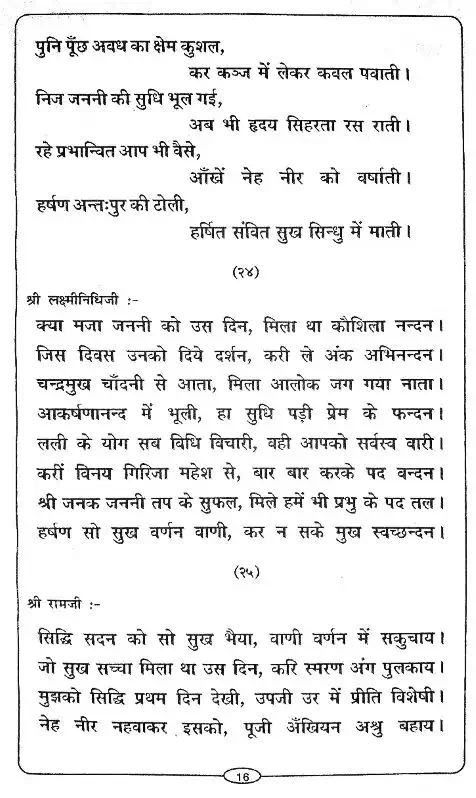 पुनि पूँछ अवध का क्षेम कुशल,
कर कञ्ज में लेकर कवल पवाती।
निज जननी की सुधि भूल गई,
अब भी हृदय सिहरता रस राती।
रहे प्रभान्वित आप भी वैसे,
आँखें नेह नीर को वर्षाती।
हर्षण अन्तःपुर की टोली,
हर्षित संवित सुख सिन्धु में माती।
(२४)
श्री लक्ष्मीनिधिजी :-
क्या मजा जननी को उस दिन, मिला था कौशिला नन्दन।
जिस दिवस उनको दिये दर्शन, करी ले अंक अभिनन्दन।
चन्द्रमुख चाँदनी से आता, मिला आलोक जग गया नाता।
आकर्षणानन्द में भूली, हा सुधि पड़ी प्रेम के फन्दन।
लली के योग सब विधि विचारी, वही आपको सर्वस्व वारी।
करीं विनय गिरिजा महेश से, बार बार करके पद वन्दन।
श्री जनक जननी तप के सुफल, मिले हमें भी प्रभु के पद तल।
हर्षण सो सुख वर्णन वाणी, कर न सके मुख स्वच्छन्दन।
(२५)
श्री रामजी :-
सिद्धि सदन को सो सुख भैया, वाणी वर्णन में सकुचाय।
जो सुख सच्चा मिला था उस दिन, करि स्मरण अंग पुलकाय।
मुझको सिद्धि प्रथम दिन देखी, उपजी उर में प्रीति विशेषी।
नेह नीर नहवाकर इसको, पूजी अँखियन अश्रु बहाय।
16